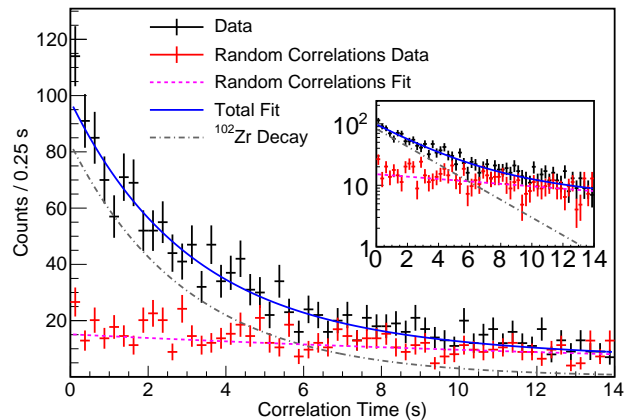 120
100
80
60
40
20
Counts / 0.25 s
Data
Random Correlations Data
Random Correlations Fit
Total Fit
¹⁰²Zr Decay
10²
10
1
0 2 4 6 8 10 12 14
0 2 4 6 8 10 12 14
Correlation Time (s)